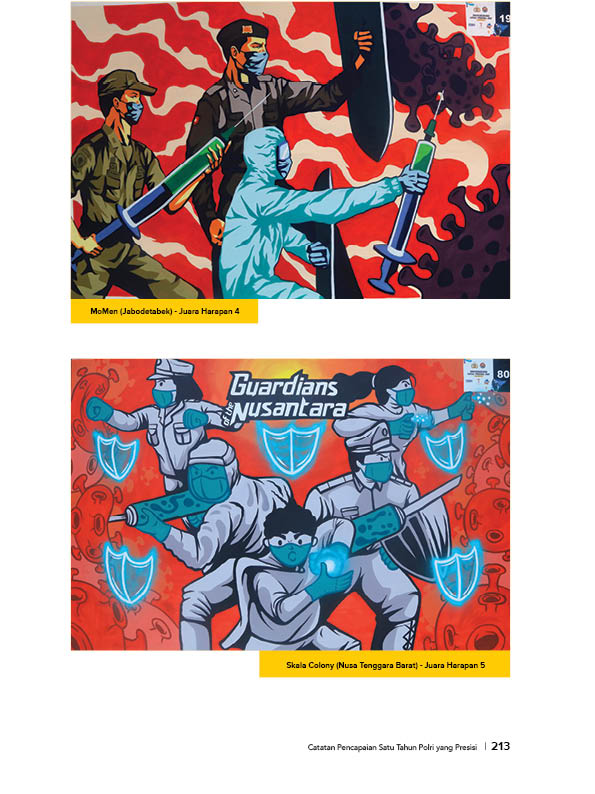 19
MoMen (Jabodetabek) - Juara Harapan 4
Guardians
of the
Nusantara
80
Skala Colony (Nusa Tenggara Barat) - Juara Harapan 5
Catatan Pencapaian Satu Tahun Polri yang Presisi | 213